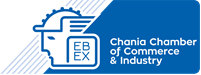 EB
EX
Chania Chamber
of Commerce
& Industry